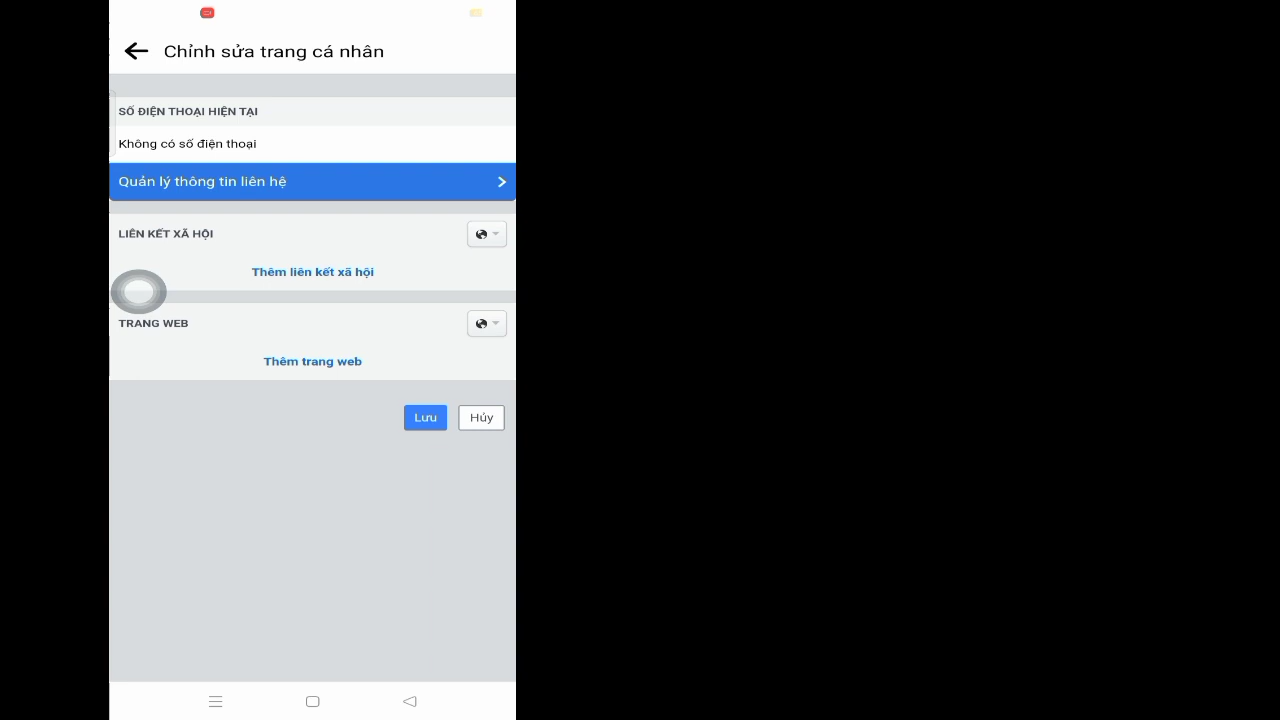 Chỉnh sửa trang cá nhân
SỐ ĐIỆN THOẠI HIỆN TẠI
Không có số điện thoại
Quản lý thông tin liên hệ
LIÊN KẾT XÃ HỘI
Thêm liên kết xã hội
TRANG WEB
Thêm trang web
Lưu
Hủy